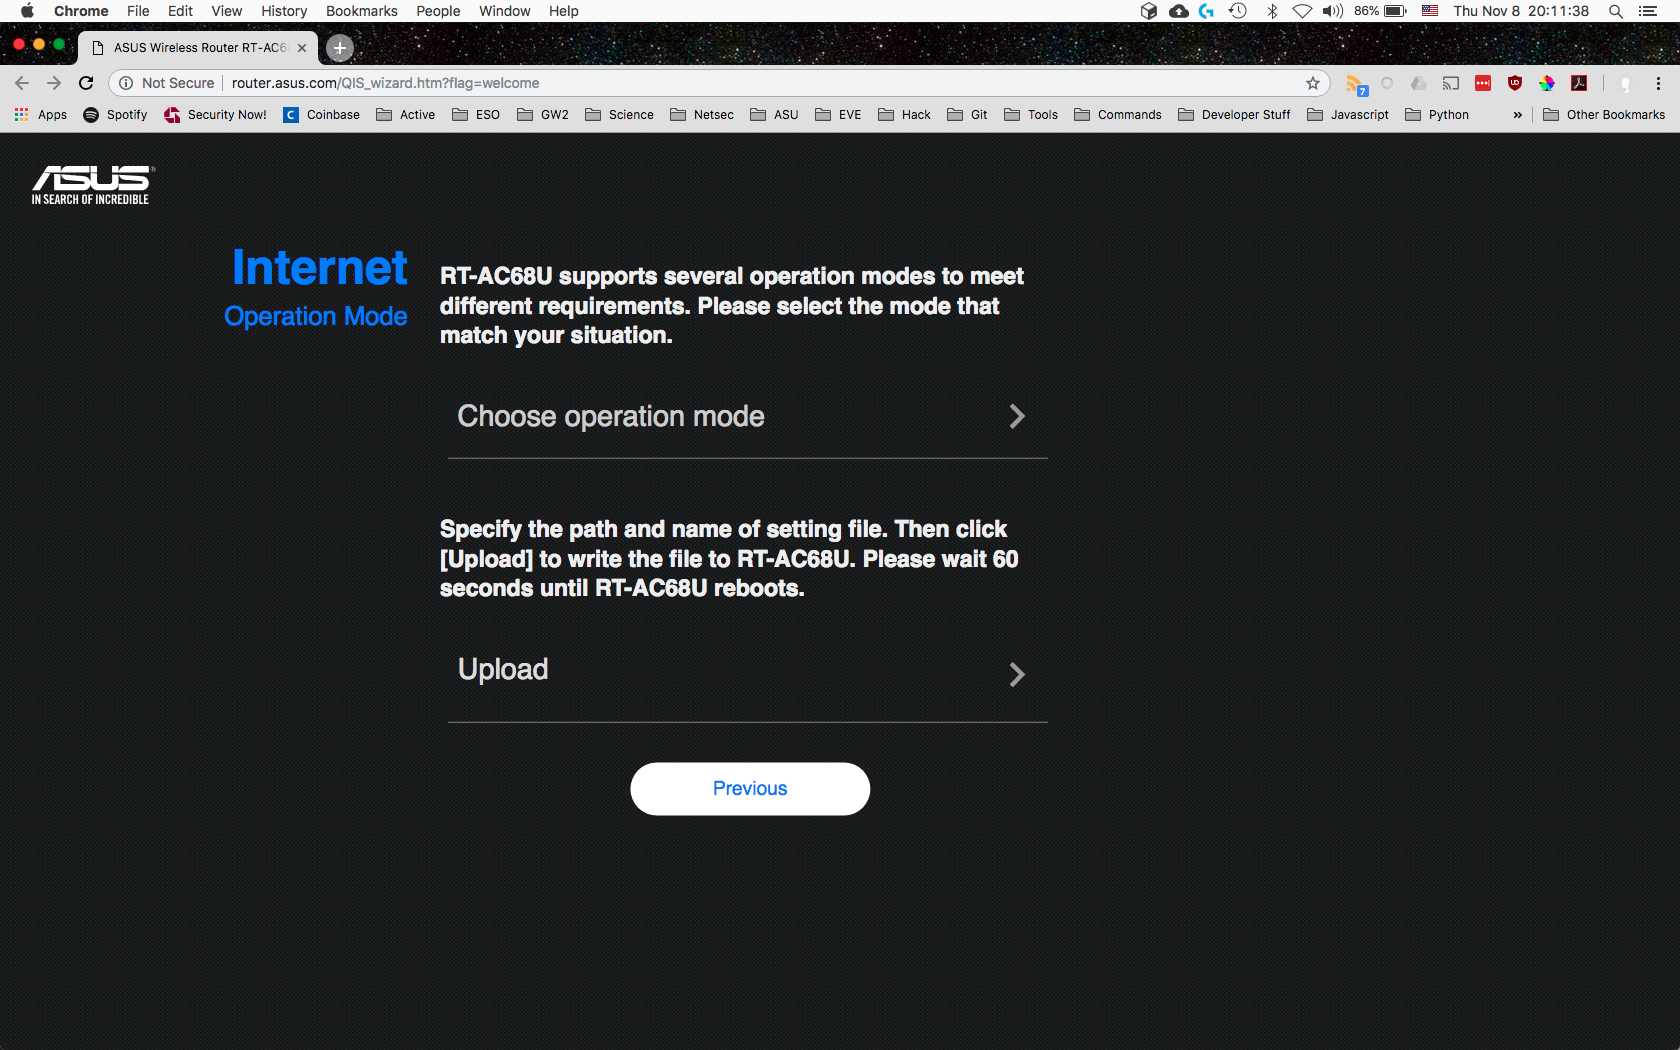 Chrome File Edit View History Bookmarks People Window Help 86% Thu Nov 8 20:11:38
ASUS Wireless Router RT-AC6
Not Secure router.asus.com/QIS_wizard.htm?flag=welcome 7
Apps Spotify Security Now! Coinbase Active ESO GW2 Science Netsec ASU EVE Hack Git Tools Commands Developer Stuff Javascript Python » Other Bookmarks
ASUS
IN SEARCH OF INCREDIBLE
Internet
Operation Mode
RT-AC68U supports several operation modes to meet
different requirements. Please select the mode that
match your situation.
Choose operation mode
Specify the path and name of setting file. Then click
[Upload] to write the file to RT-AC68U. Please wait 60
seconds until RT-AC68U reboots.
Upload
Previous